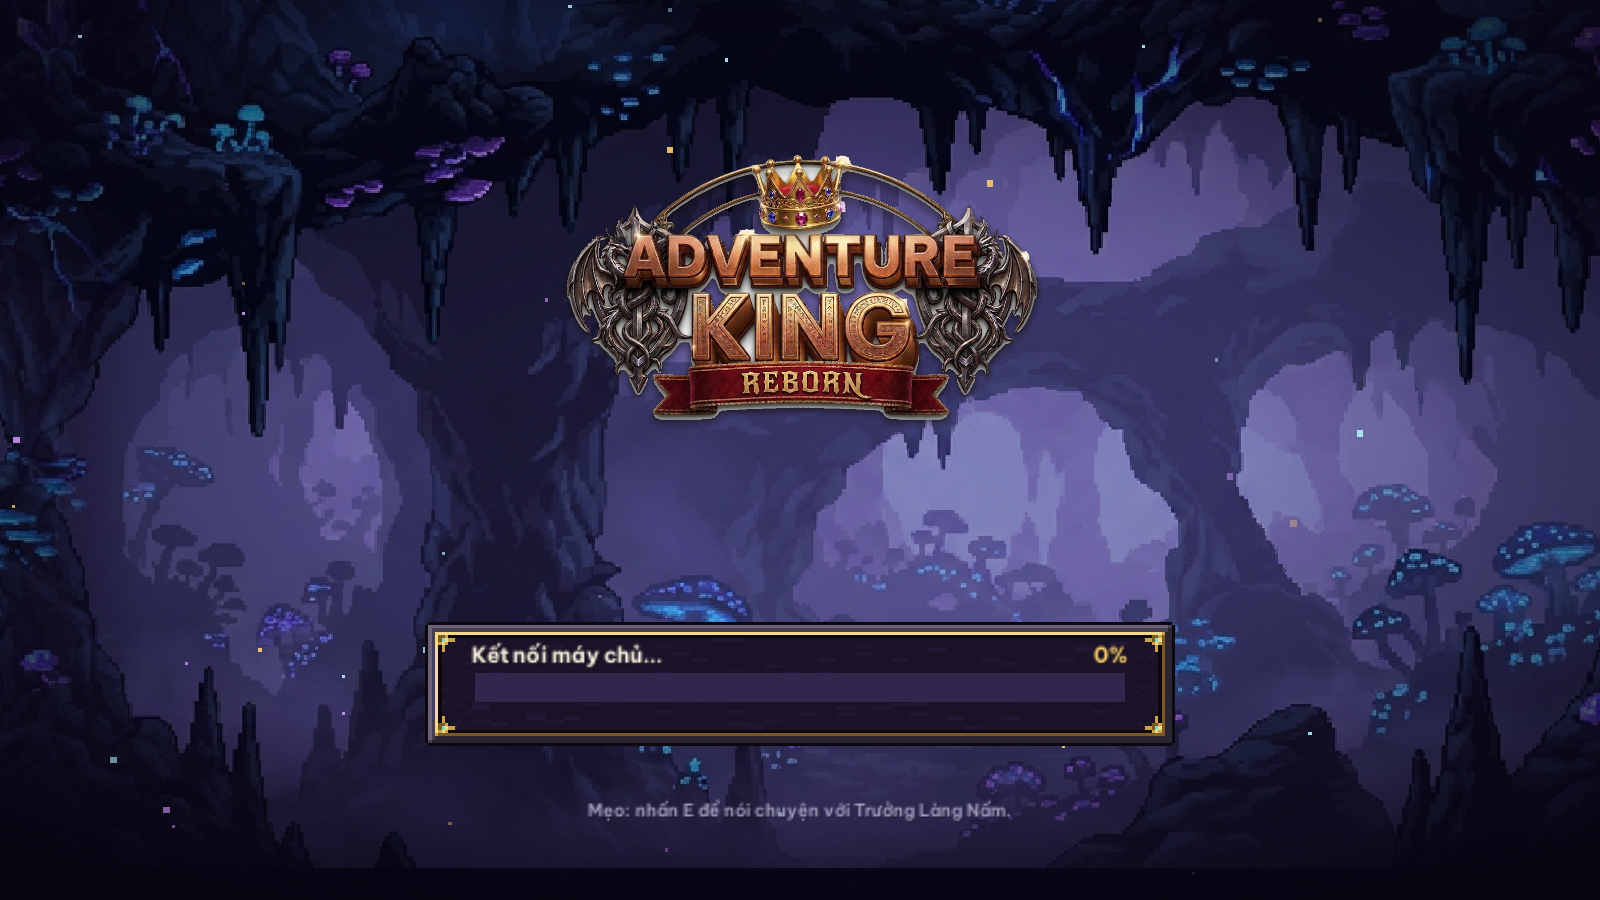 ADVENTURE
KING
REBORN
Kết nối máy chủ... 0%
Mẹo: nhấn E để nói chuyện với Trưởng Làng Nấm.